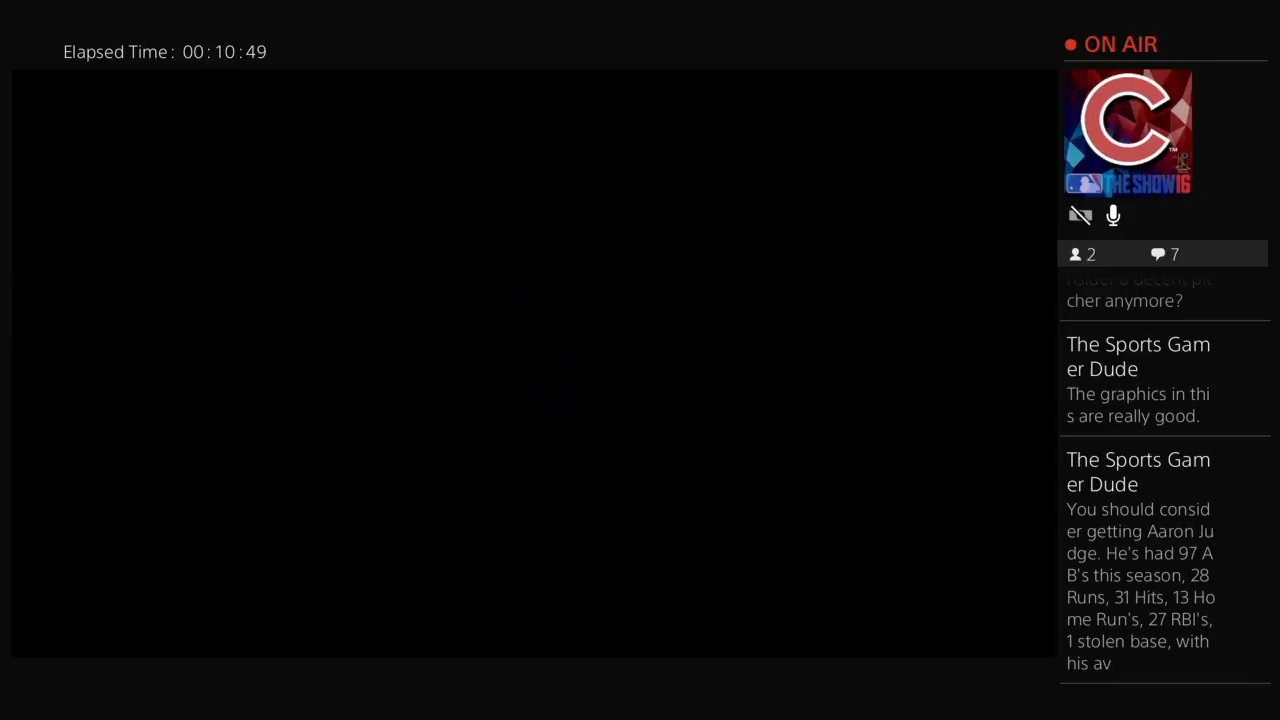 Elapsed Time: 00:10:49
ON AIR
C
THE SHOW16
2 7
cher anymore?
The Sports Gam
er Dude
The graphics in thi
s are really good.
The Sports Gam
er Dude
You should consid
er getting Aaron Ju
dge. He's had 97 A
B's this season, 28
Runs, 31 Hits, 13 Ho
me Run's, 27 RBI's,
1 stolen base, with
his av